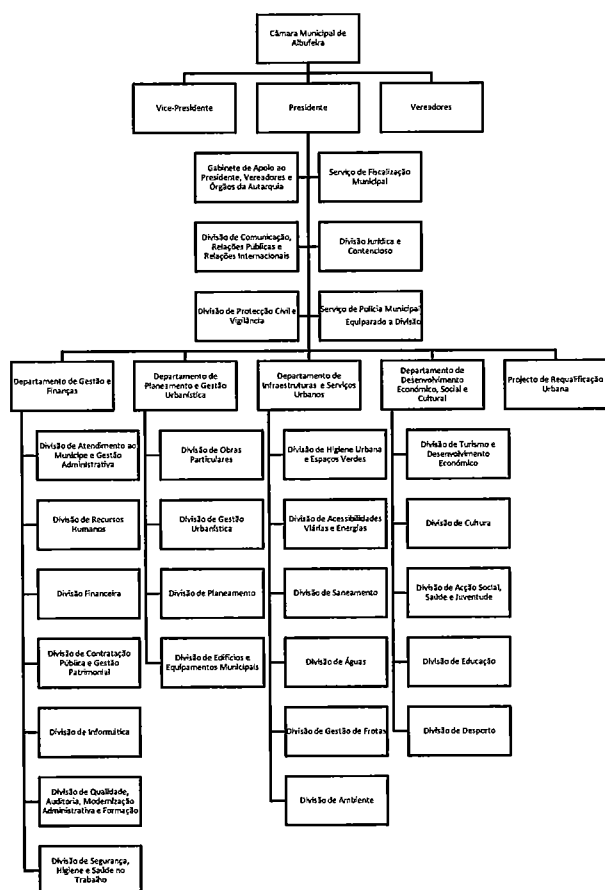 Câmara Municipal de
Albufeira
Vice-Presidente
Presidente
Vereadores
Gabinete de Apoio ao
Presidente, Vereadores e
Órgãos da Autarquia
Serviço de Fiscalização
Municipal
Divisão de Comunicação,
Relações Públicas e
Relações Internacionais
Divisão Jurídica e
Contencioso
Divisão de Protecção Civil e
Vigilância
Serviço de Polícia Municipal
Equiparado a Divisão
Departamento de Gestão e
Finanças
Departamento de
Planeamento e Gestão
Urbanística
Departamento de
Infraestruturas e Serviços
Urbanos
Departamento de
Desenvolvimento
Económico, Social e
Cultural
Projecto de Requalificação
Urbana
Divisão de Atendimento ao
Munícipe e Gestão
Administrativa
Divisão de Obras
Particulares
Divisão de Higiene Urbana
e Espaços Verdes
Divisão de Turismo e
Desenvolvimento
Económico
Divisão de Recursos
Humanos
Divisão de Gestão
Urbanística
Divisão de Acessibilidades
Viárias e Energias
Divisão de Cultura
Divisão Financeira
Divisão de Planeamento
Divisão de Saneamento
Divisão de Acção Social,
Saúde e Juventude
Divisão de Contratação
Pública e Gestão
Patrimonial
Divisão de Edifícios e
Equipamentos Municipais
Divisão de Águas
Divisão de Educação
Divisão de Informática
Divisão de Gestão de Frotas
Divisão de Desporto
Divisão de Qualidade,
Auditoria, Modernização
Administrativa e Formação
Divisão de Ambiente
Divisão de Segurança,
Higiene e Saúde no
Trabalho